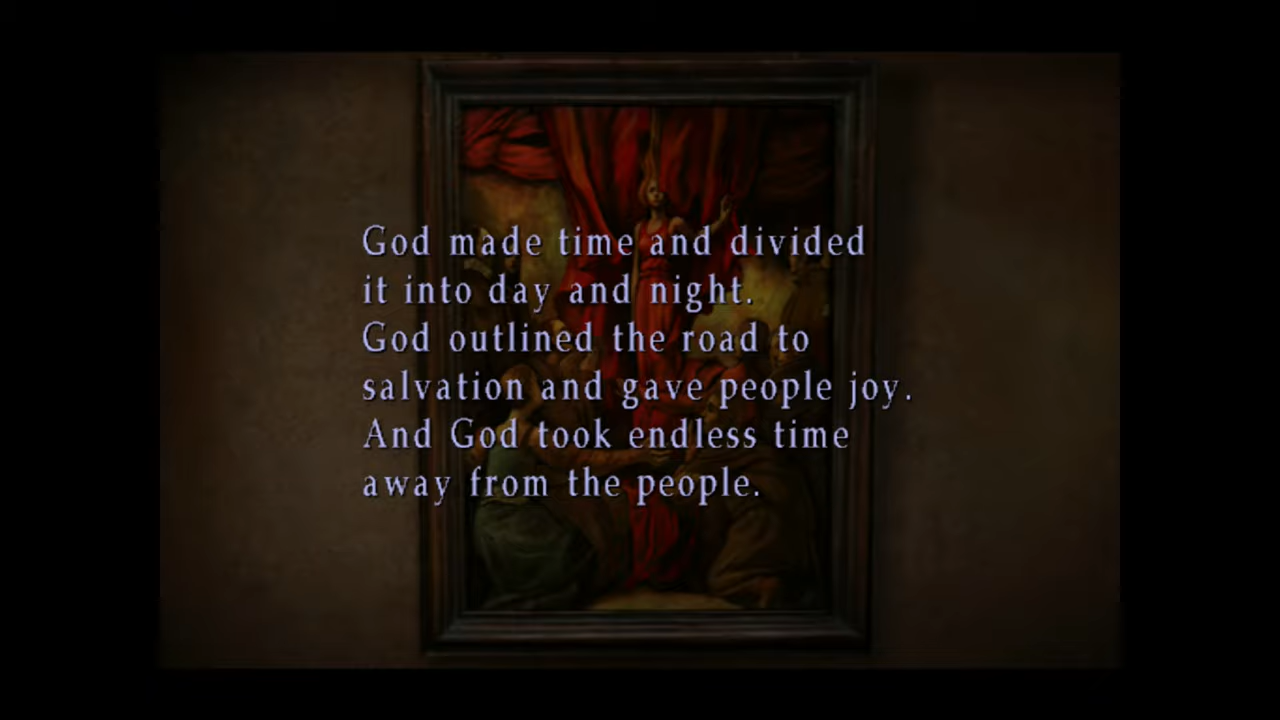 God made time and divided
it into day and night.
God outlined the road to
salvation and gave people joy.
And God took endless time
away from the people.